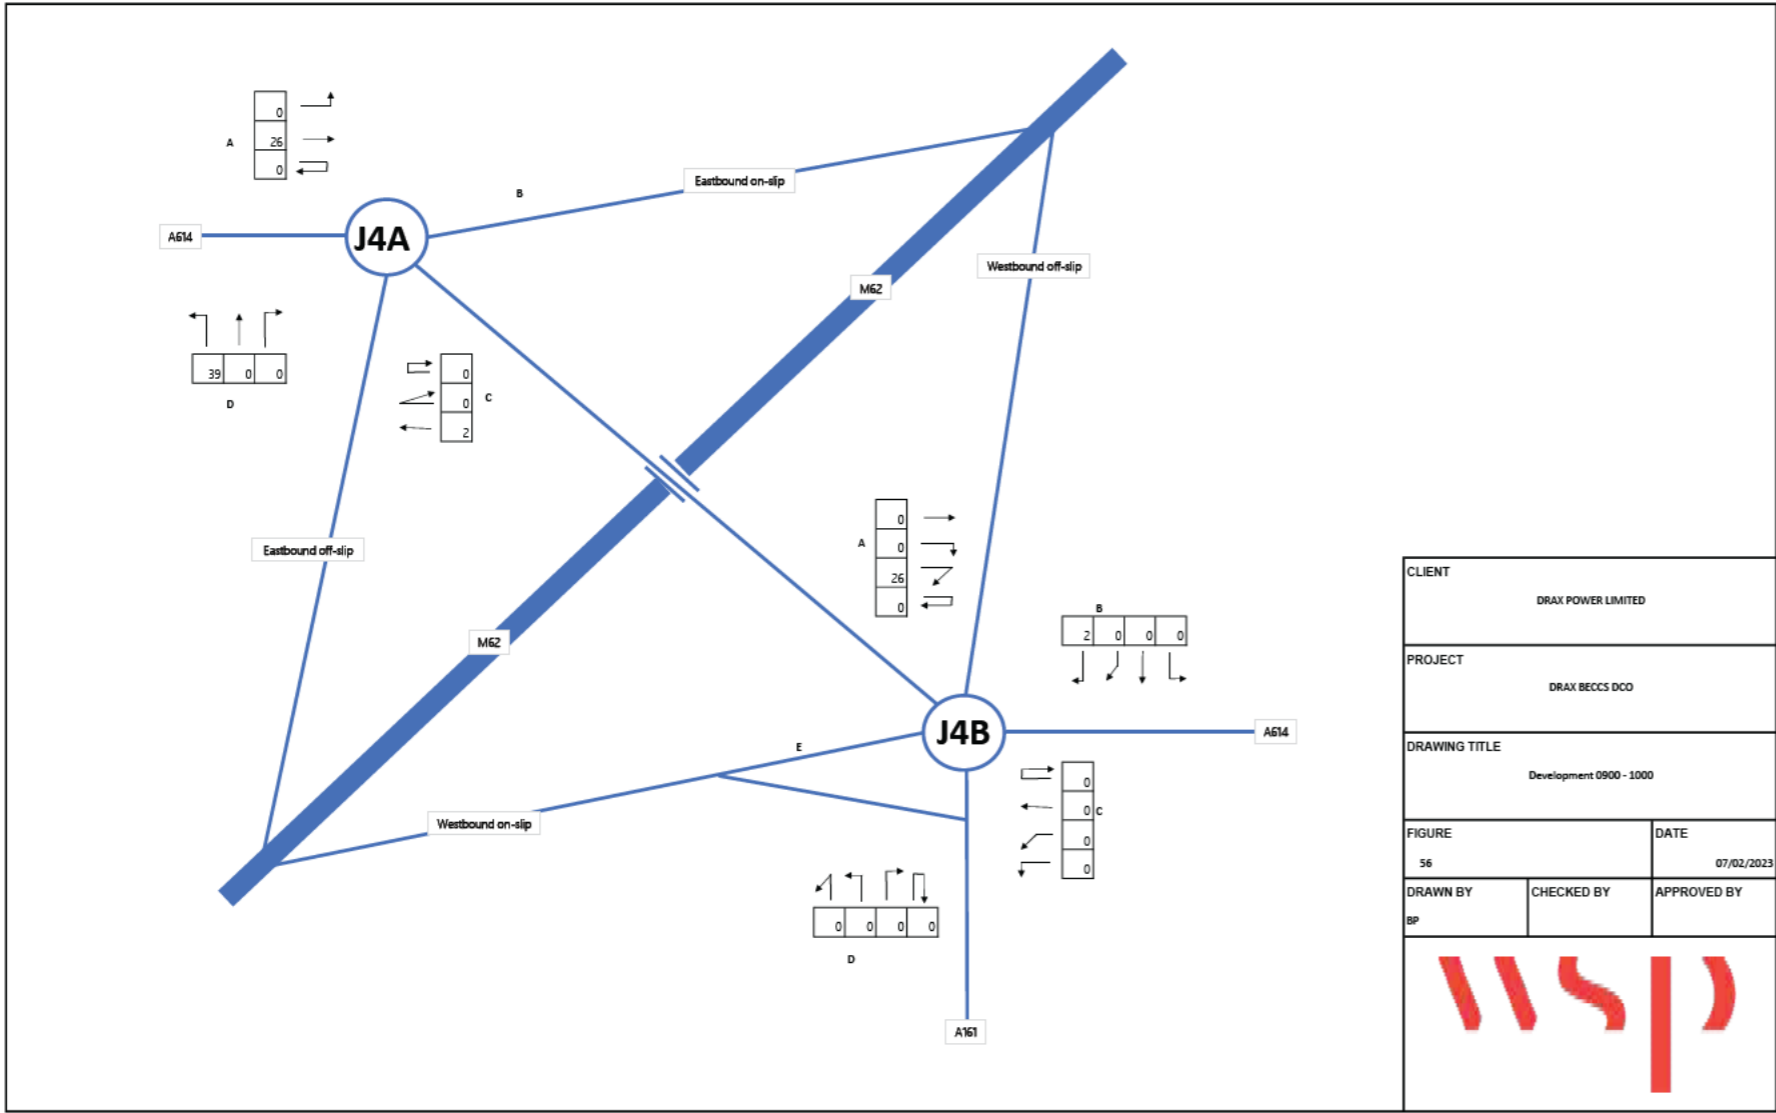 0
A
26
0
B
Eastbound on-slip
A614
J4A
Westbound off-slip
M62
39 0 0
D
0
0 C
2
Eastbound off-slip
0
A
0
26
0
B
2 0 0 0
M62
J4B
A614
E
0
0 C
0
0
Westbound on-slip
0 0 0 0
D
A161
CLIENT
DRAX POWER LIMITED
PROJECT
DRAX BECCS DCO
DRAWING TITLE
Development 0900 - 1000
FIGURE
56
DATE
07/02/2023
DRAWN BY
BP
CHECKED BY
APPROVED BY
wsp